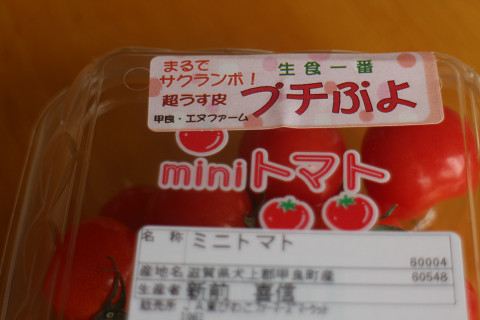 まるで
サクランボ!
超うす皮
甲良・エヌファーム
生食一番
プチぷよ
miniトマト
名 称 ミニトマト
60004
産地名 滋賀県犬上郡甲良町産
60548
生産者 新前 喜信
販売所